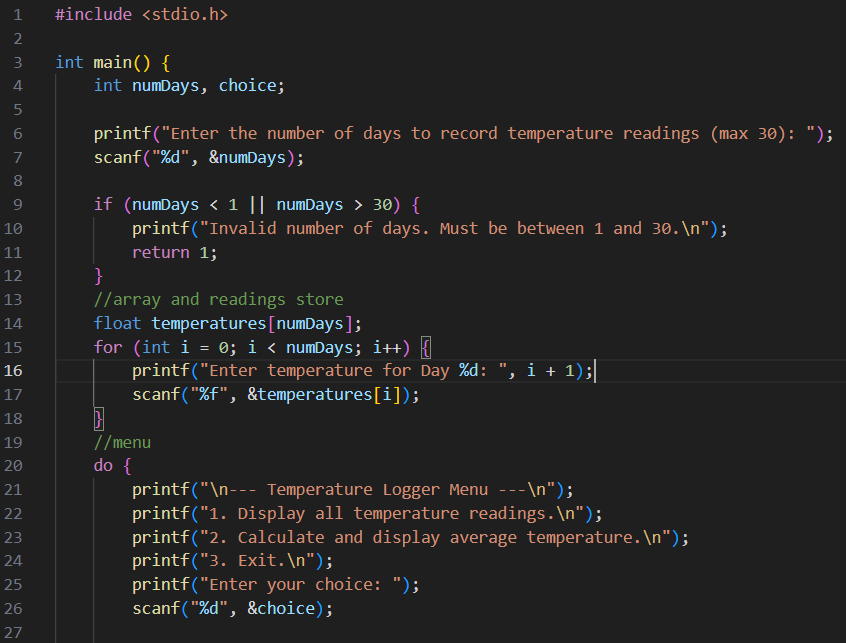 1 #include <stdio.h>
2
3 int main() {
4 int numDays, choice;
5
6 printf("Enter the number of days to record temperature readings (max 30): ");
7 scanf("%d", &numDays);
8
9 if (numDays < 1 || numDays > 30) {
10 printf("Invalid number of days. Must be between 1 and 30.\n");
11 return 1;
12 }
13 //array and readings store
14 float temperatures[numDays];
15 for (int i = 0; i < numDays; i++) {
16 printf("Enter temperature for Day %d: ", i + 1);
17 scanf("%f", &temperatures[i]);
18 }
19 //menu
20 do {
21 printf("\n--- Temperature Logger Menu ---\n");
22 printf("1. Display all temperature readings.\n");
23 printf("2. Calculate and display average temperature.\n");
24 printf("3. Exit.\n");
25 printf("Enter your choice: ");
26 scanf("%d", &choice);
27